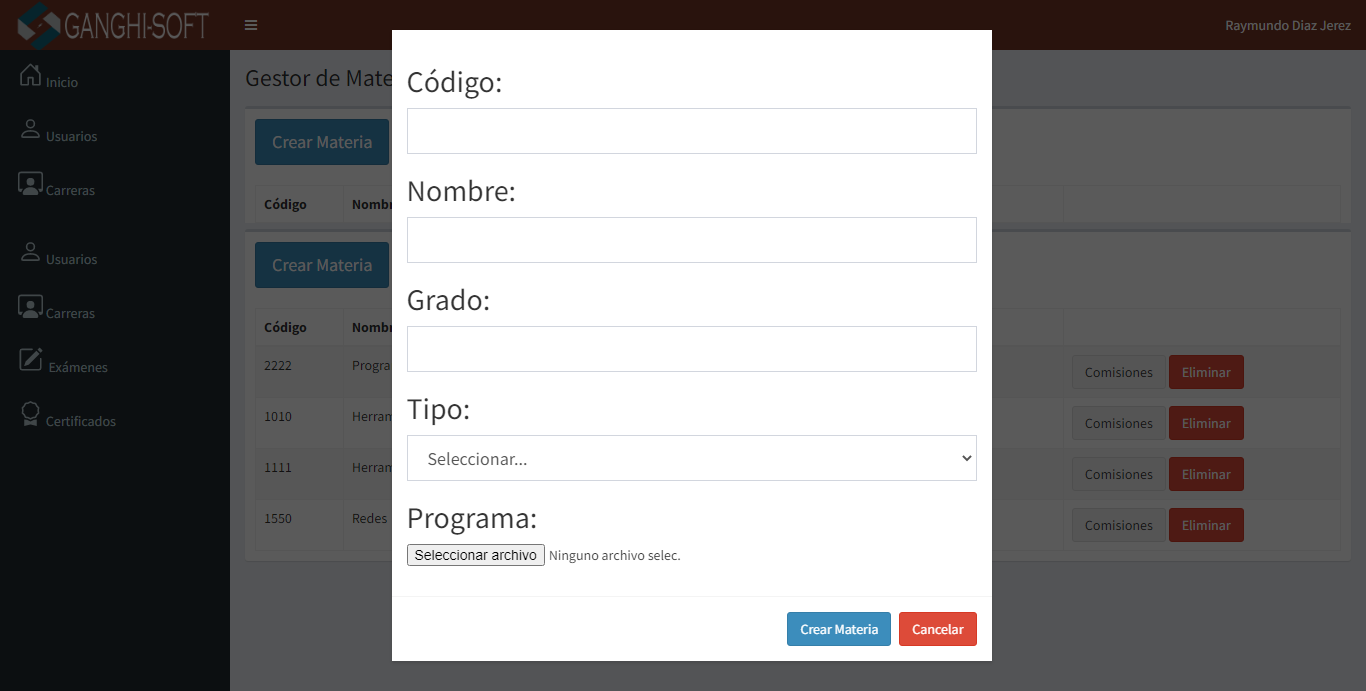 GANGHI-SOFT
Raymundo Diaz Jerez
Inicio
Usuarios
Carreras
Usuarios
Carreras
Exámenes
Certificados
Gestor de Mate
Crear Materia
Código Nomb
Crear Materia
Código Nomb
2222 Progra Comisiones Eliminar
1010 Herran Comisiones Eliminar
1111 Herran Comisiones Eliminar
1550 Redes Comisiones Eliminar
Código:
Nombre:
Grado:
Tipo:
Seleccionar...
Programa:
Seleccionar archivo Ninguno archivo selec.
Crear Materia Cancelar